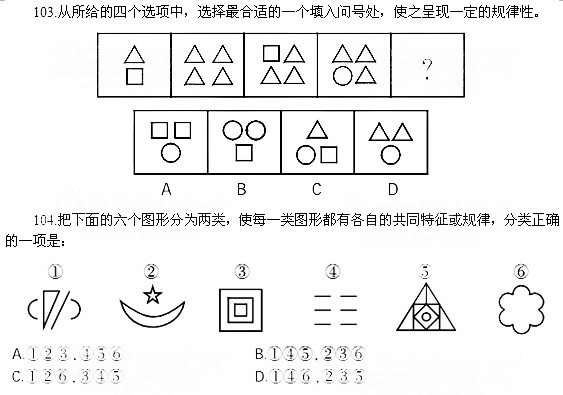 103.从所给的四个选项中，选择最合适的一个填入问号处，使之呈现一定的规律性。
?
A B C D
104.把下面的六个图形分为两类，使每一类图形都有各自的共同特征或规律，分类正确
的一项是：
① ② ③ ④ ⑤ ⑥
A.①②③,④⑤⑥ B.①④⑤,②③⑥
C.①②⑥,③④⑤ D.①④⑥,②③⑤